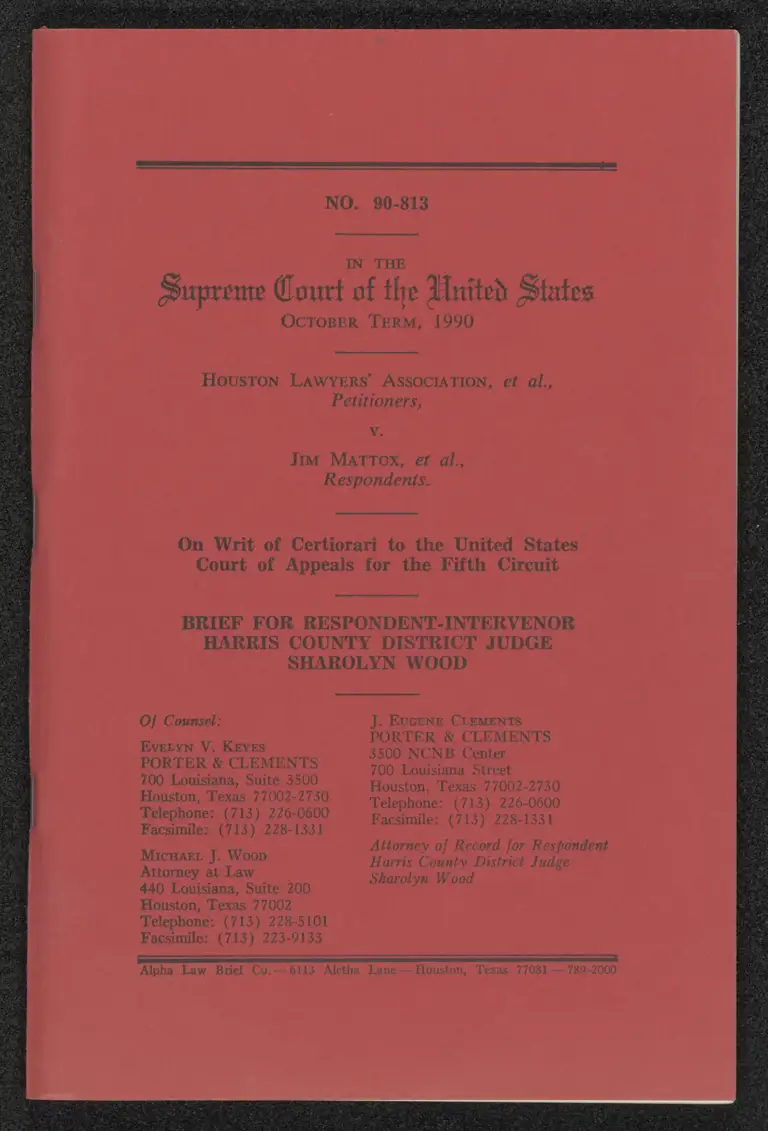 NO. 90-813
IN THE
Supreme Court of the United States
OCTOBER TERM, 1990
HOUSTON LAWYERS' ASSOCIATION, et al.,
Petitioners,
v.
JIM MATTOX, et al.,
Respondents.
On Writ of Certiorari to the United States
Court of Appeals for the Fifth Circuit
BRIEF FOR RESPONDENT-INTERVENOR
HARRIS COUNTY DISTRICT JUDGE
SHAROLYN WOOD
Of Counsel:
EVELYN V. KEYES
PORTER & CLEMENTS
700 Louisiana, Suite 3500
Houston, Texas 77002-2730
Telephone: (713) 226-0600
Facsimile: (713) 228-1331
MICHAEL J. WOOD
Attorney at Law
440 Louisiana, Suite 200
Houston, Texas 77002
Telephone: (713) 228-5101
Facsimile: (713) 223-9133
J. EUGENE CLEMENTS
PORTER & CLEMENTS
3500 NCNB Center
700 Louisiana Street
Houston, Texas 77002-2730
Telephone: (713) 226-0600
Facsimile: (713) 228-1331
Attorney of Record for Respondent
Harris County District Judge
Sharolyn Wood
Alpha Law Brief Co. — 6113 Aletha Lane — Houston, Texas 77081 — 789-2000